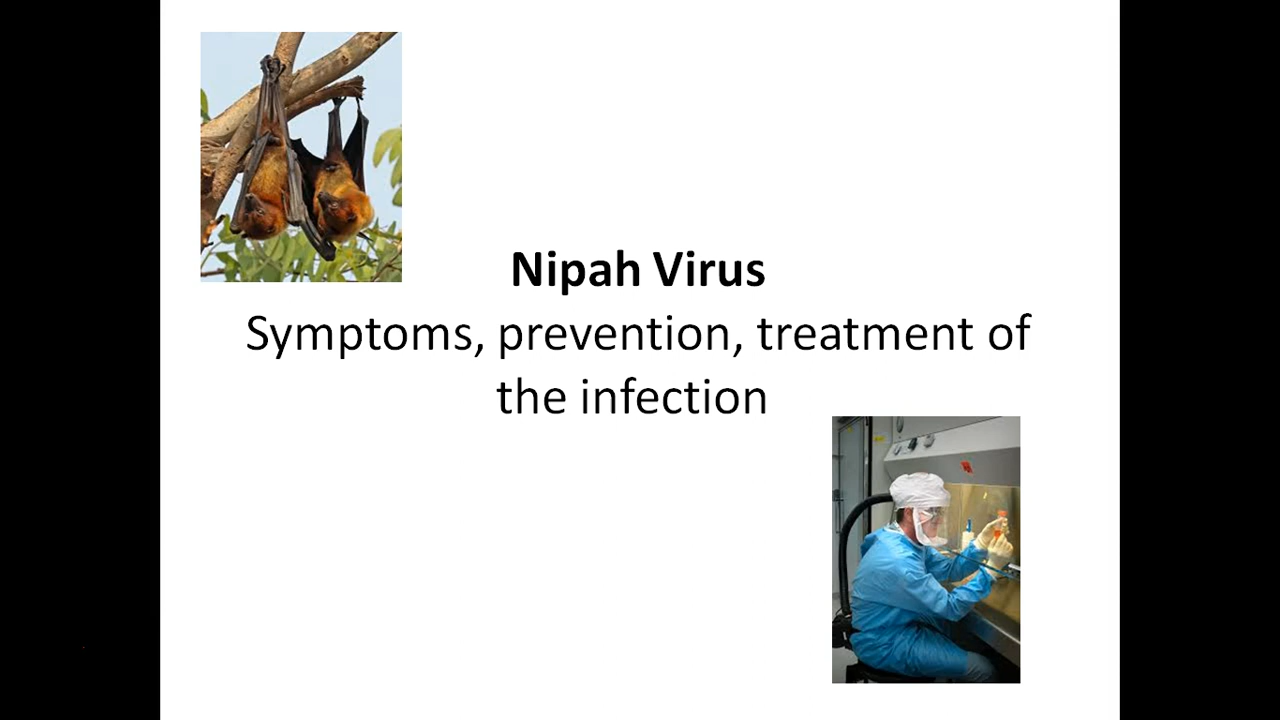 Nipah Virus
Symptoms, prevention, treatment of
the infection